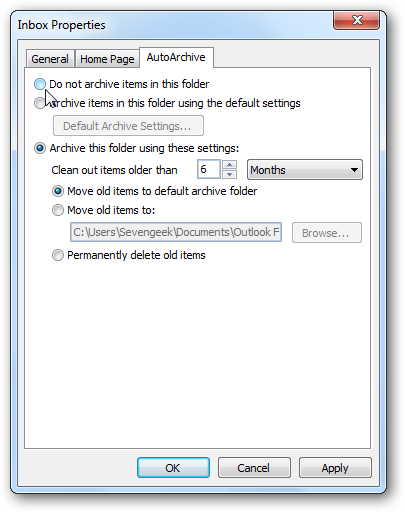 Inbox Properties
General Home Page AutoArchive
Do not archive items in this folder
Archive items in this folder using the default settings
Default Archive Settings...
Archive this folder using these settings:
Clean out items older than 6 Months
Move old items to default archive folder
Move old items to:
C:\Users\Sevengeek\Documents\Outlook F Browse...
Permanently delete old items
OK Cancel Apply